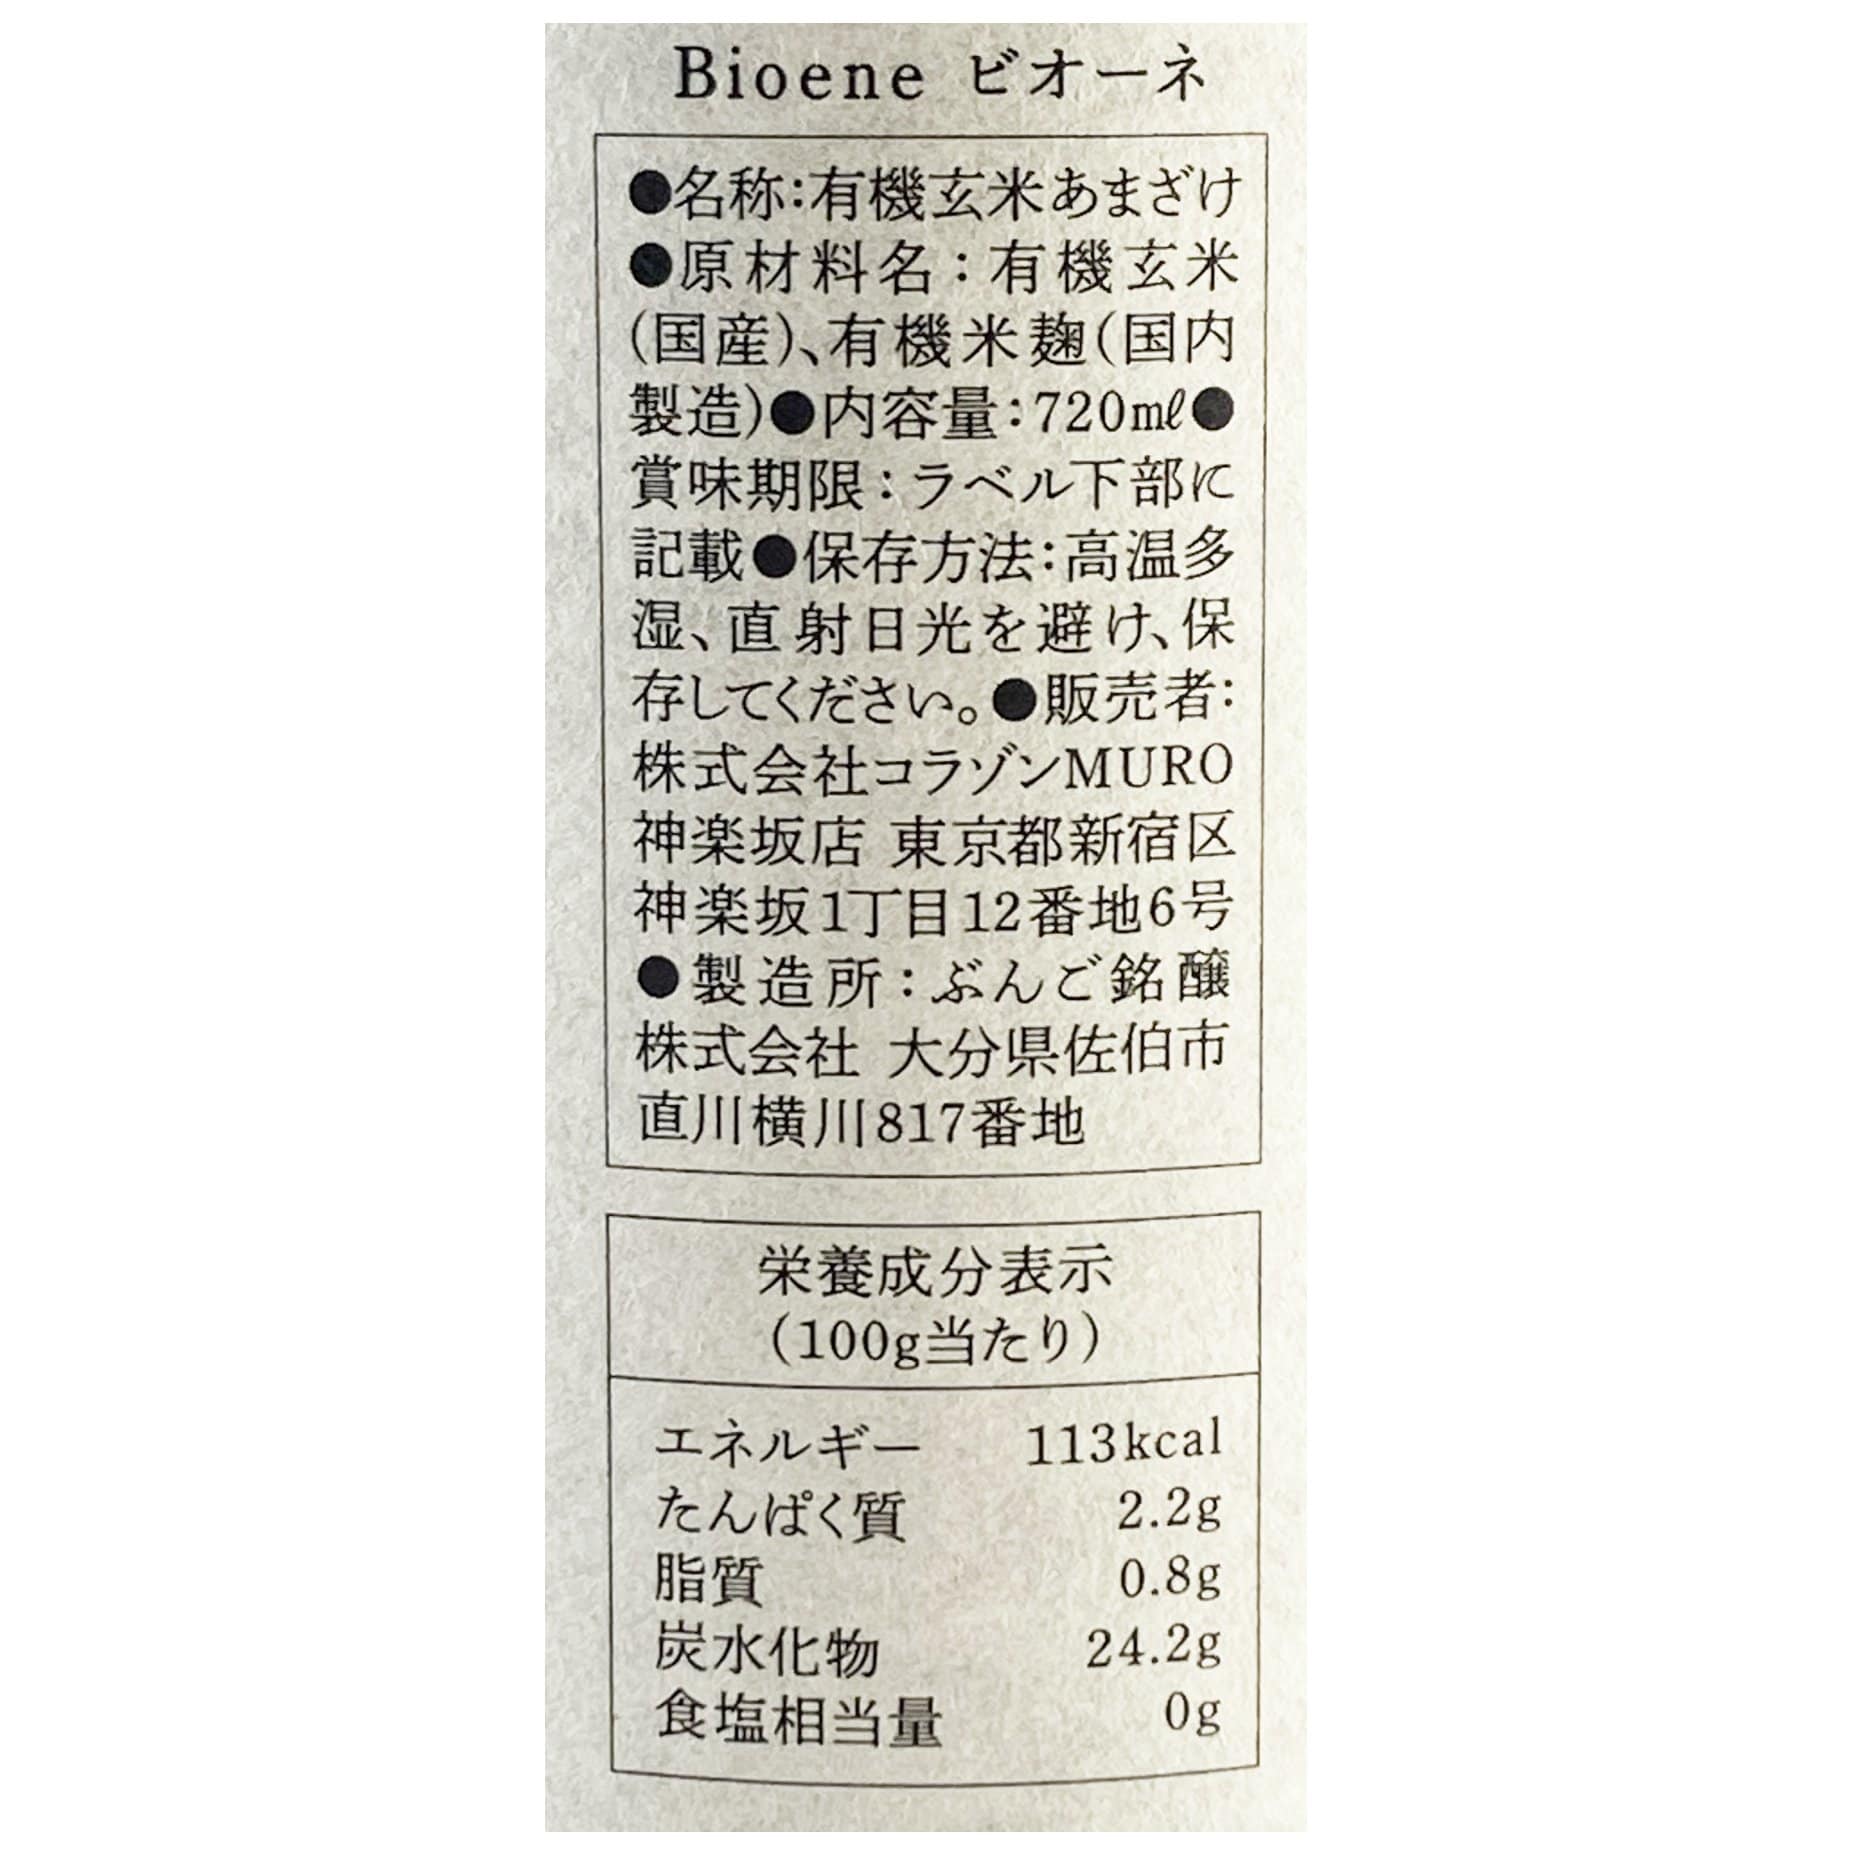 Bioene ビオーネ
●名称:有機玄米あまざけ
●原材料名:有機玄米
(国産)、有機米麹(国内
製造)●内容量:720mℓ●
賞味期限:ラベル下部に
記載●保存方法:高温多
湿、直射日光を避け、保
存してください。●販売者:
株式会社コラゾンMURO
神楽坂店 東京都新宿区
神楽坂1丁目12番地6号
●製造所:ぶんご銘醸
株式会社 大分県佐伯市
直川横川817番地
栄養成分表示
(100g当たり)
エネルギー 113kcal
たんぱく質 2.2g
脂質 0.8g
炭水化物 24.2g
食塩相当量 0g